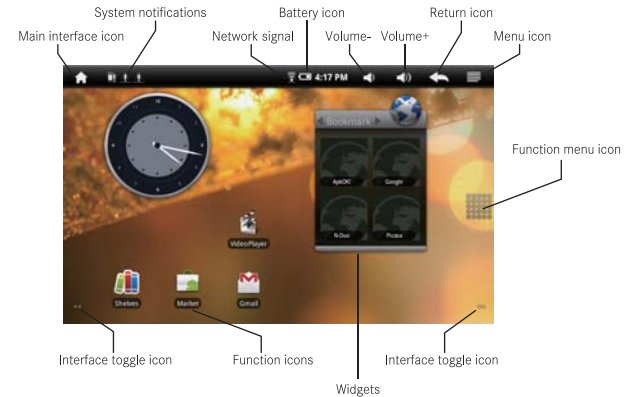 System notifications
Battery icon
Return icon
Main interface icon
Network signal
Volume-
Volume+
Menu icon
4:17 PM
Bookmark
Google
N.Duo
Picasa
Function menu icon
VideoPlayer
Shelves
Market
Gmail
Interface toggle icon
Function icons
Interface toggle icon
Widgets